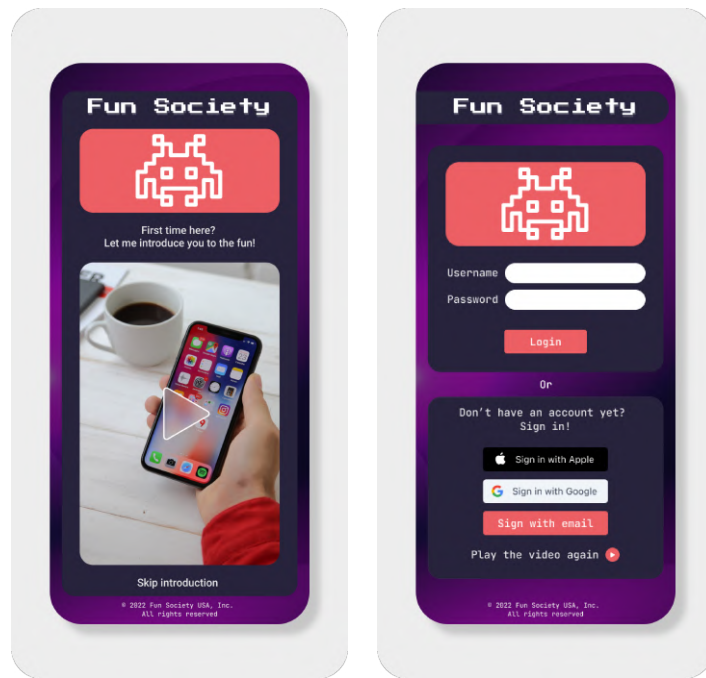 Fun Society
First time here?
Let me introduce you to the fun!
Skip introduction
© 2022 Fun Society USA, Inc.
All rights reserved
Fun Society
Username
Password
Login
Or
Don't have an account yet?
Sign in!
Sign in with Apple
Sign in with Google
Sign with email
Play the video again
© 2022 Fun Society USA, Inc.
All rights reserved